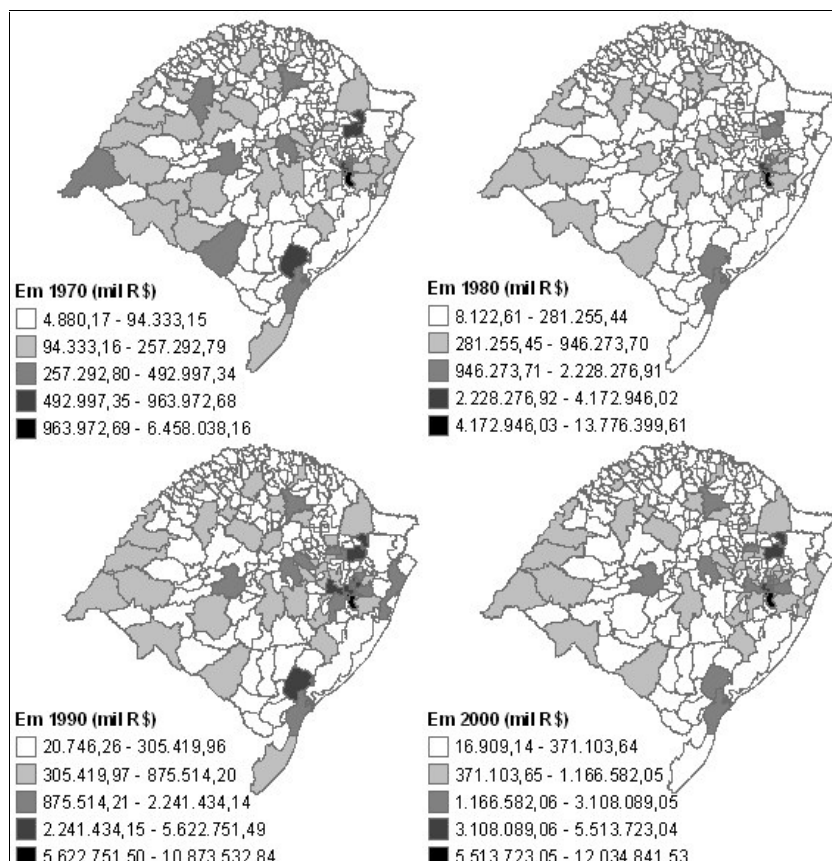 Em 1970 (mil R$)
4.880,17 - 94.333,15
94.333,16 - 257.292,79
257.292,80 - 492.997,34
492.997,35 - 963.972,68
963.972,69 - 6.458.038,16
Em 1980 (mil R$)
8.122,61 - 281.255,44
281.255,45 - 946.273,70
946.273,71 - 2.228.276,91
2.228.276,92 - 4.172.946,02
4.172.946,03 - 13.776.399,61
Em 1990 (mil R$)
20.746,26 - 305.419,96
305.419,97 - 875.514,20
875.514,21 - 2.241.434,14
2.241.434,15 - 5.622.751,49
5.622.751,50 - 10.873.532,84
Em 2000 (mil R$)
16.909,14 - 371.103,64
371.103,65 - 1.166.582,05
1.166.582,06 - 3.108.089,05
3.108.089,06 - 5.513.723,04
5.513.723,05 - 12.034.841,53